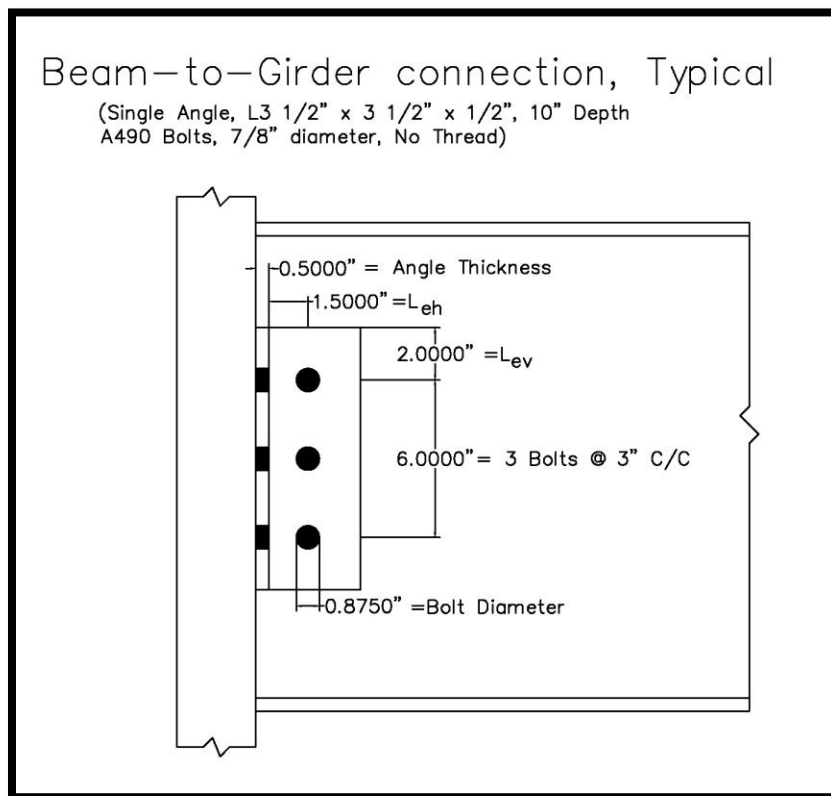 Beam-to-Girder connection, Typical
(Single Angle, L3 1/2" x 3 1/2" x 1/2", 10" Depth
A490 Bolts, 7/8" diameter, No Thread)
0.5000" = Angle Thickness
1.5000" =Leh
2.0000" =Lev
6.0000"= 3 Bolts @ 3" C/C
0.8750" =Bolt Diameter